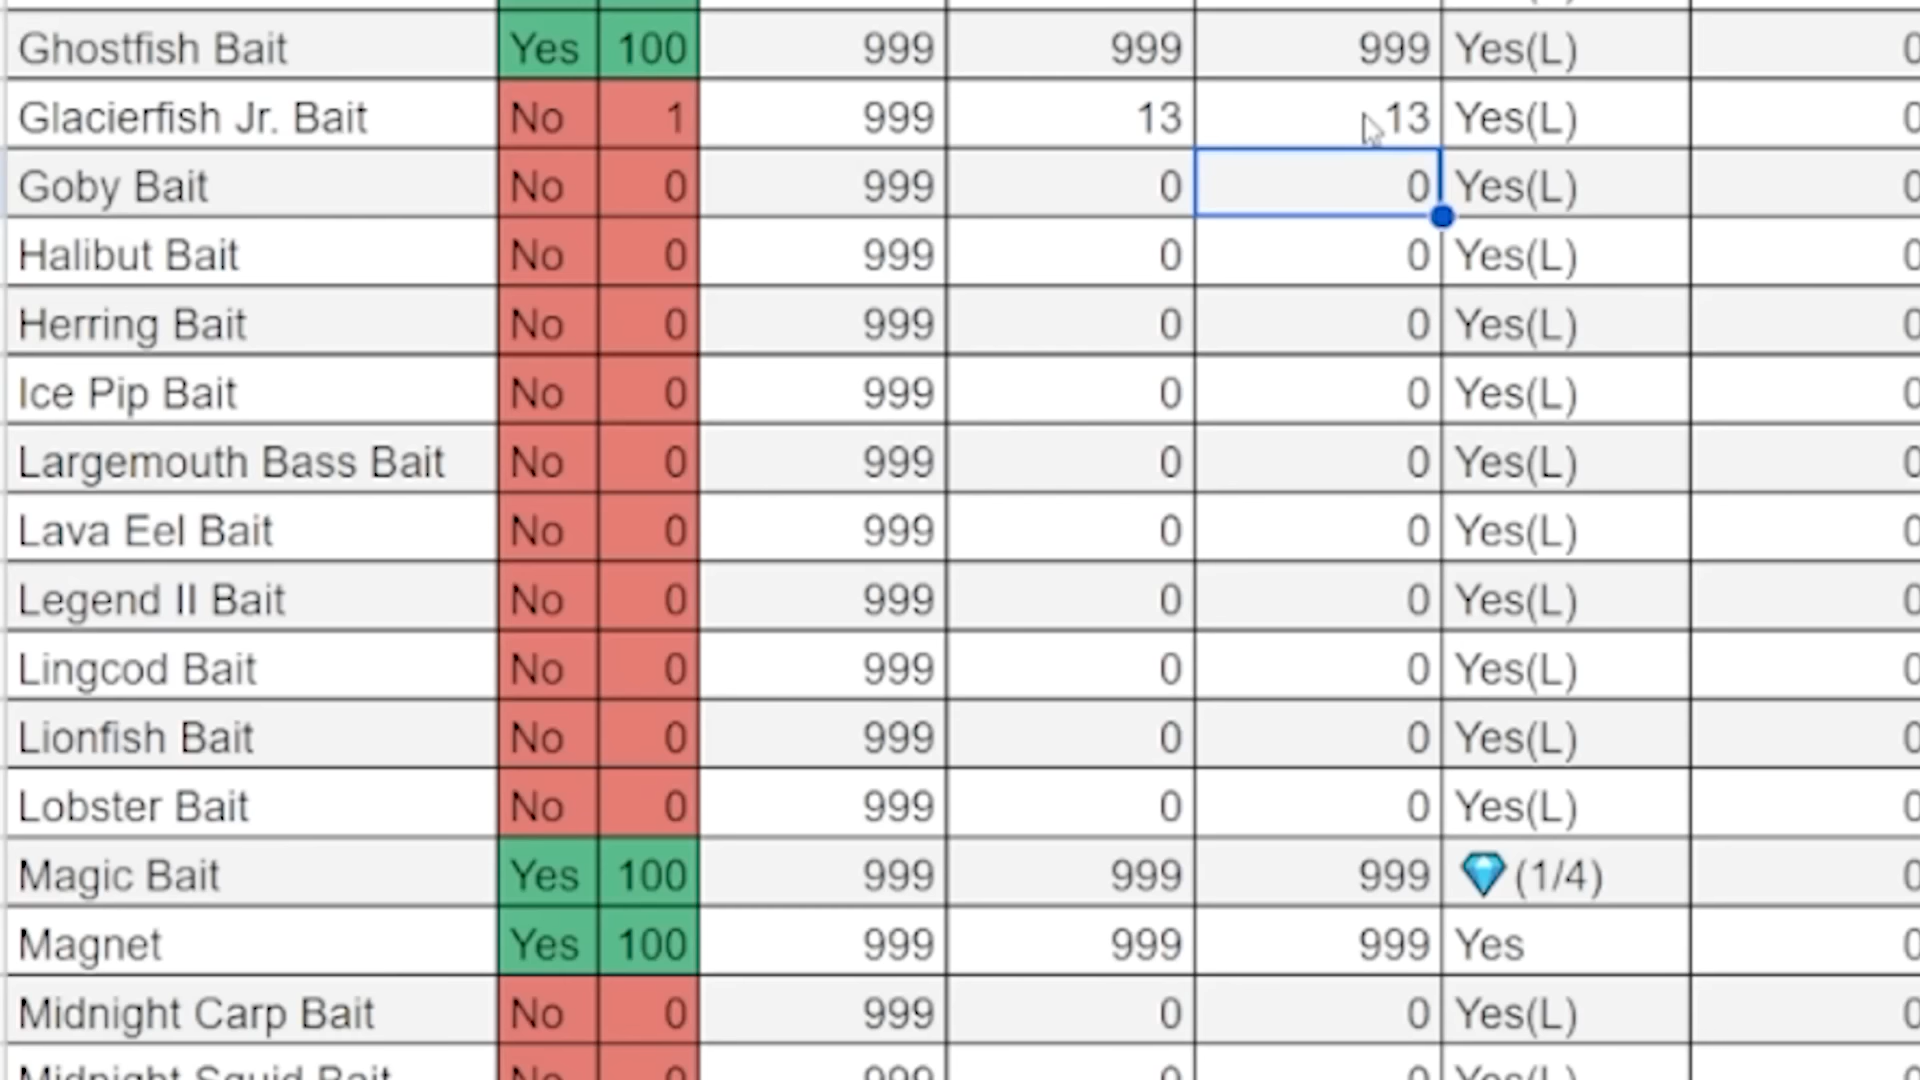 Ghostfish Bait Yes 100 999 999 999 Yes(L) 0
Glacierfish Jr. Bait No 1 999 13 13 Yes(L) 0
Goby Bait No 0 999 0 0 Yes(L) 0
Halibut Bait No 0 999 0 0 Yes(L) 0
Herring Bait No 0 999 0 0 Yes(L) 0
Ice Pip Bait No 0 999 0 0 Yes(L) 0
Largemouth Bass Bait No 0 999 0 0 Yes(L) 0
Lava Eel Bait No 0 999 0 0 Yes(L) 0
Legend II Bait No 0 999 0 0 Yes(L) 0
Lingcod Bait No 0 999 0 0 Yes(L) 0
Lionfish Bait No 0 999 0 0 Yes(L) 0
Lobster Bait No 0 999 0 0 Yes(L) 0
Magic Bait Yes 100 999 999 999 💎(1/4) 0
Magnet Yes 100 999 999 999 Yes 0
Midnight Carp Bait No 0 999 0 0 Yes(L) 0
Midnight Squid Bait No 0 999 0 0 Yes(L) 0